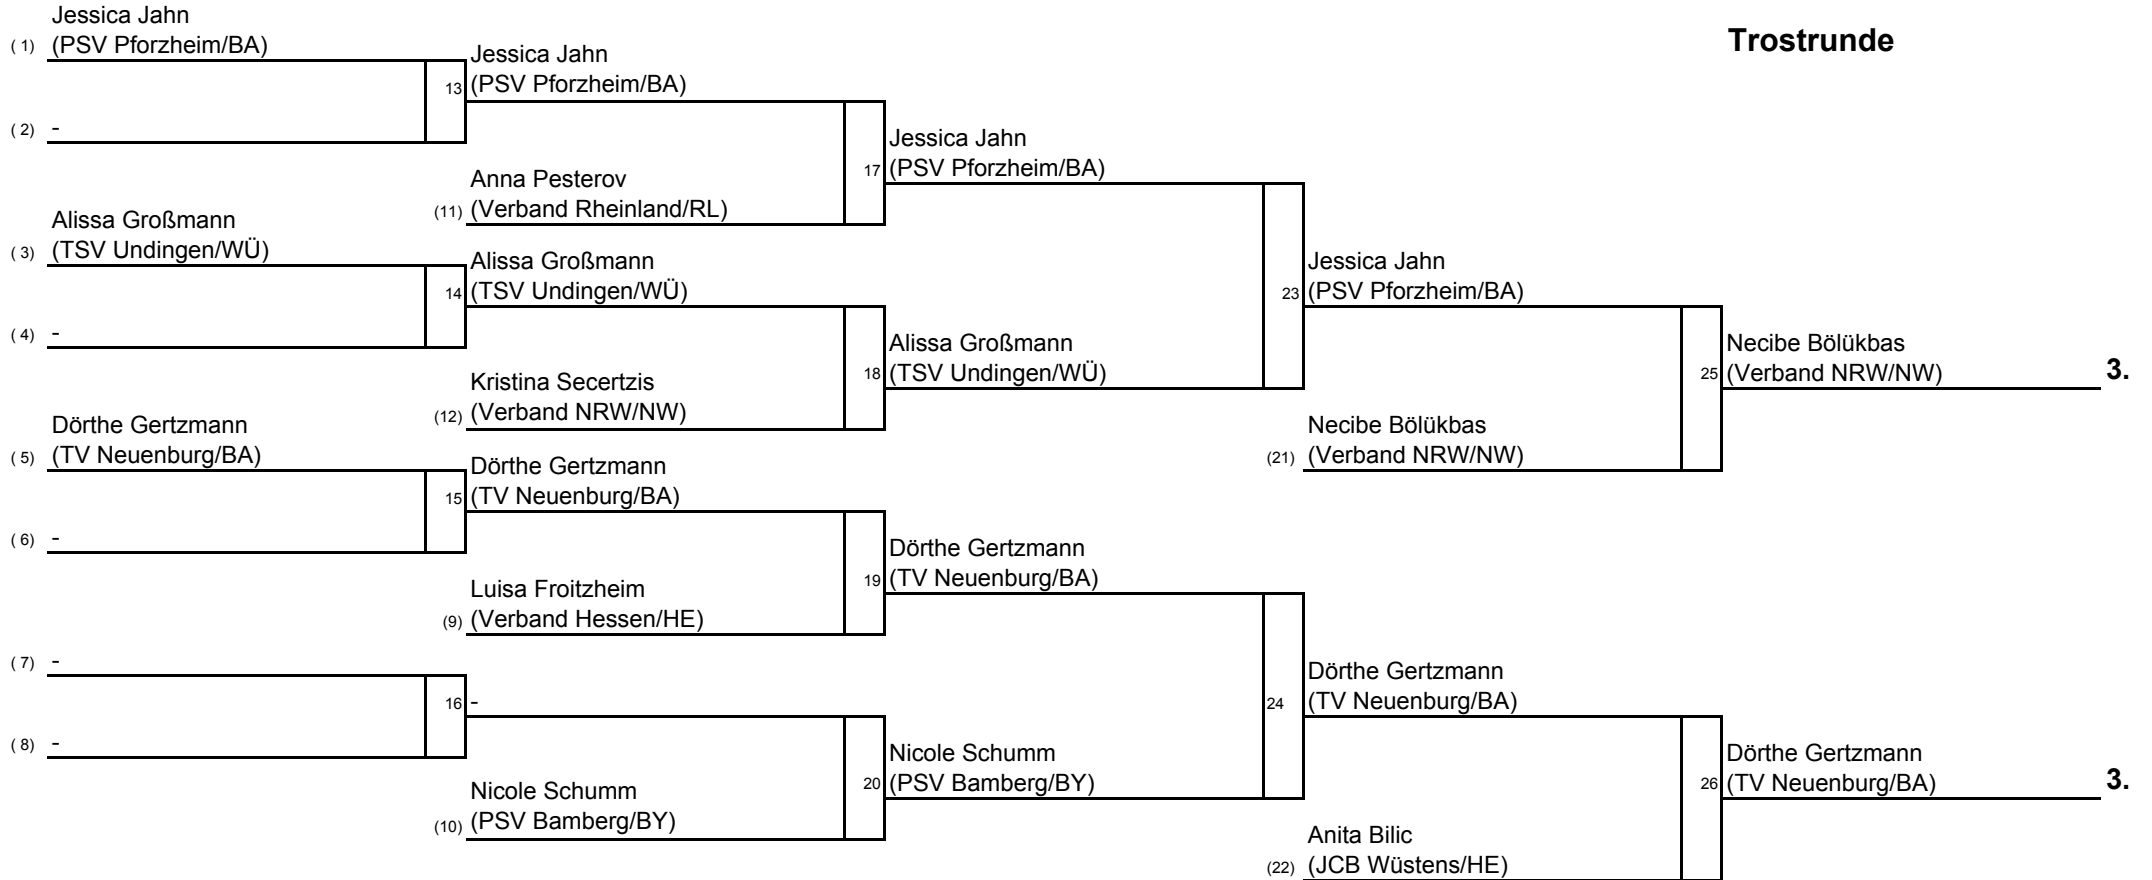 Trostrunde
Jessica Jahn
( 1) (PSV Pforzheim/BA)
( 2) -
Alissa Großmann
( 3) (TSV Undingen/WÜ)
( 4) -
Dörthe Gertzmann
( 5) (TV Neuenburg/BA)
( 6) -
( 7) -
( 8) -
Jessica Jahn
13 (PSV Pforzheim/BA)
Anna Pesterov
(11) (Verband Rheinland/RL)
Alissa Großmann
14 (TSV Undingen/WÜ)
Kristina Secertzis
(12) (Verband NRW/NW)
Dörthe Gertzmann
15 (TV Neuenburg/BA)
Luisa Froitzheim
(9) (Verband Hessen/HE)
16 -
Nicole Schumm
(10) (PSV Bamberg/BY)
Jessica Jahn
17 (PSV Pforzheim/BA)
Alissa Großmann
18 (TSV Undingen/WÜ)
Dörthe Gertzmann
19 (TV Neuenburg/BA)
Nicole Schumm
20 (PSV Bamberg/BY)
Jessica Jahn
23 (PSV Pforzheim/BA)
Necibe Bölükbas
(21) (Verband NRW/NW)
Dörthe Gertzmann
24 (TV Neuenburg/BA)
Anita Bilic
(22) (JCB Wüstens/HE)
Necibe Bölükbas
25 (Verband NRW/NW) 3.
Dörthe Gertzmann
26 (TV Neuenburg/BA) 3.